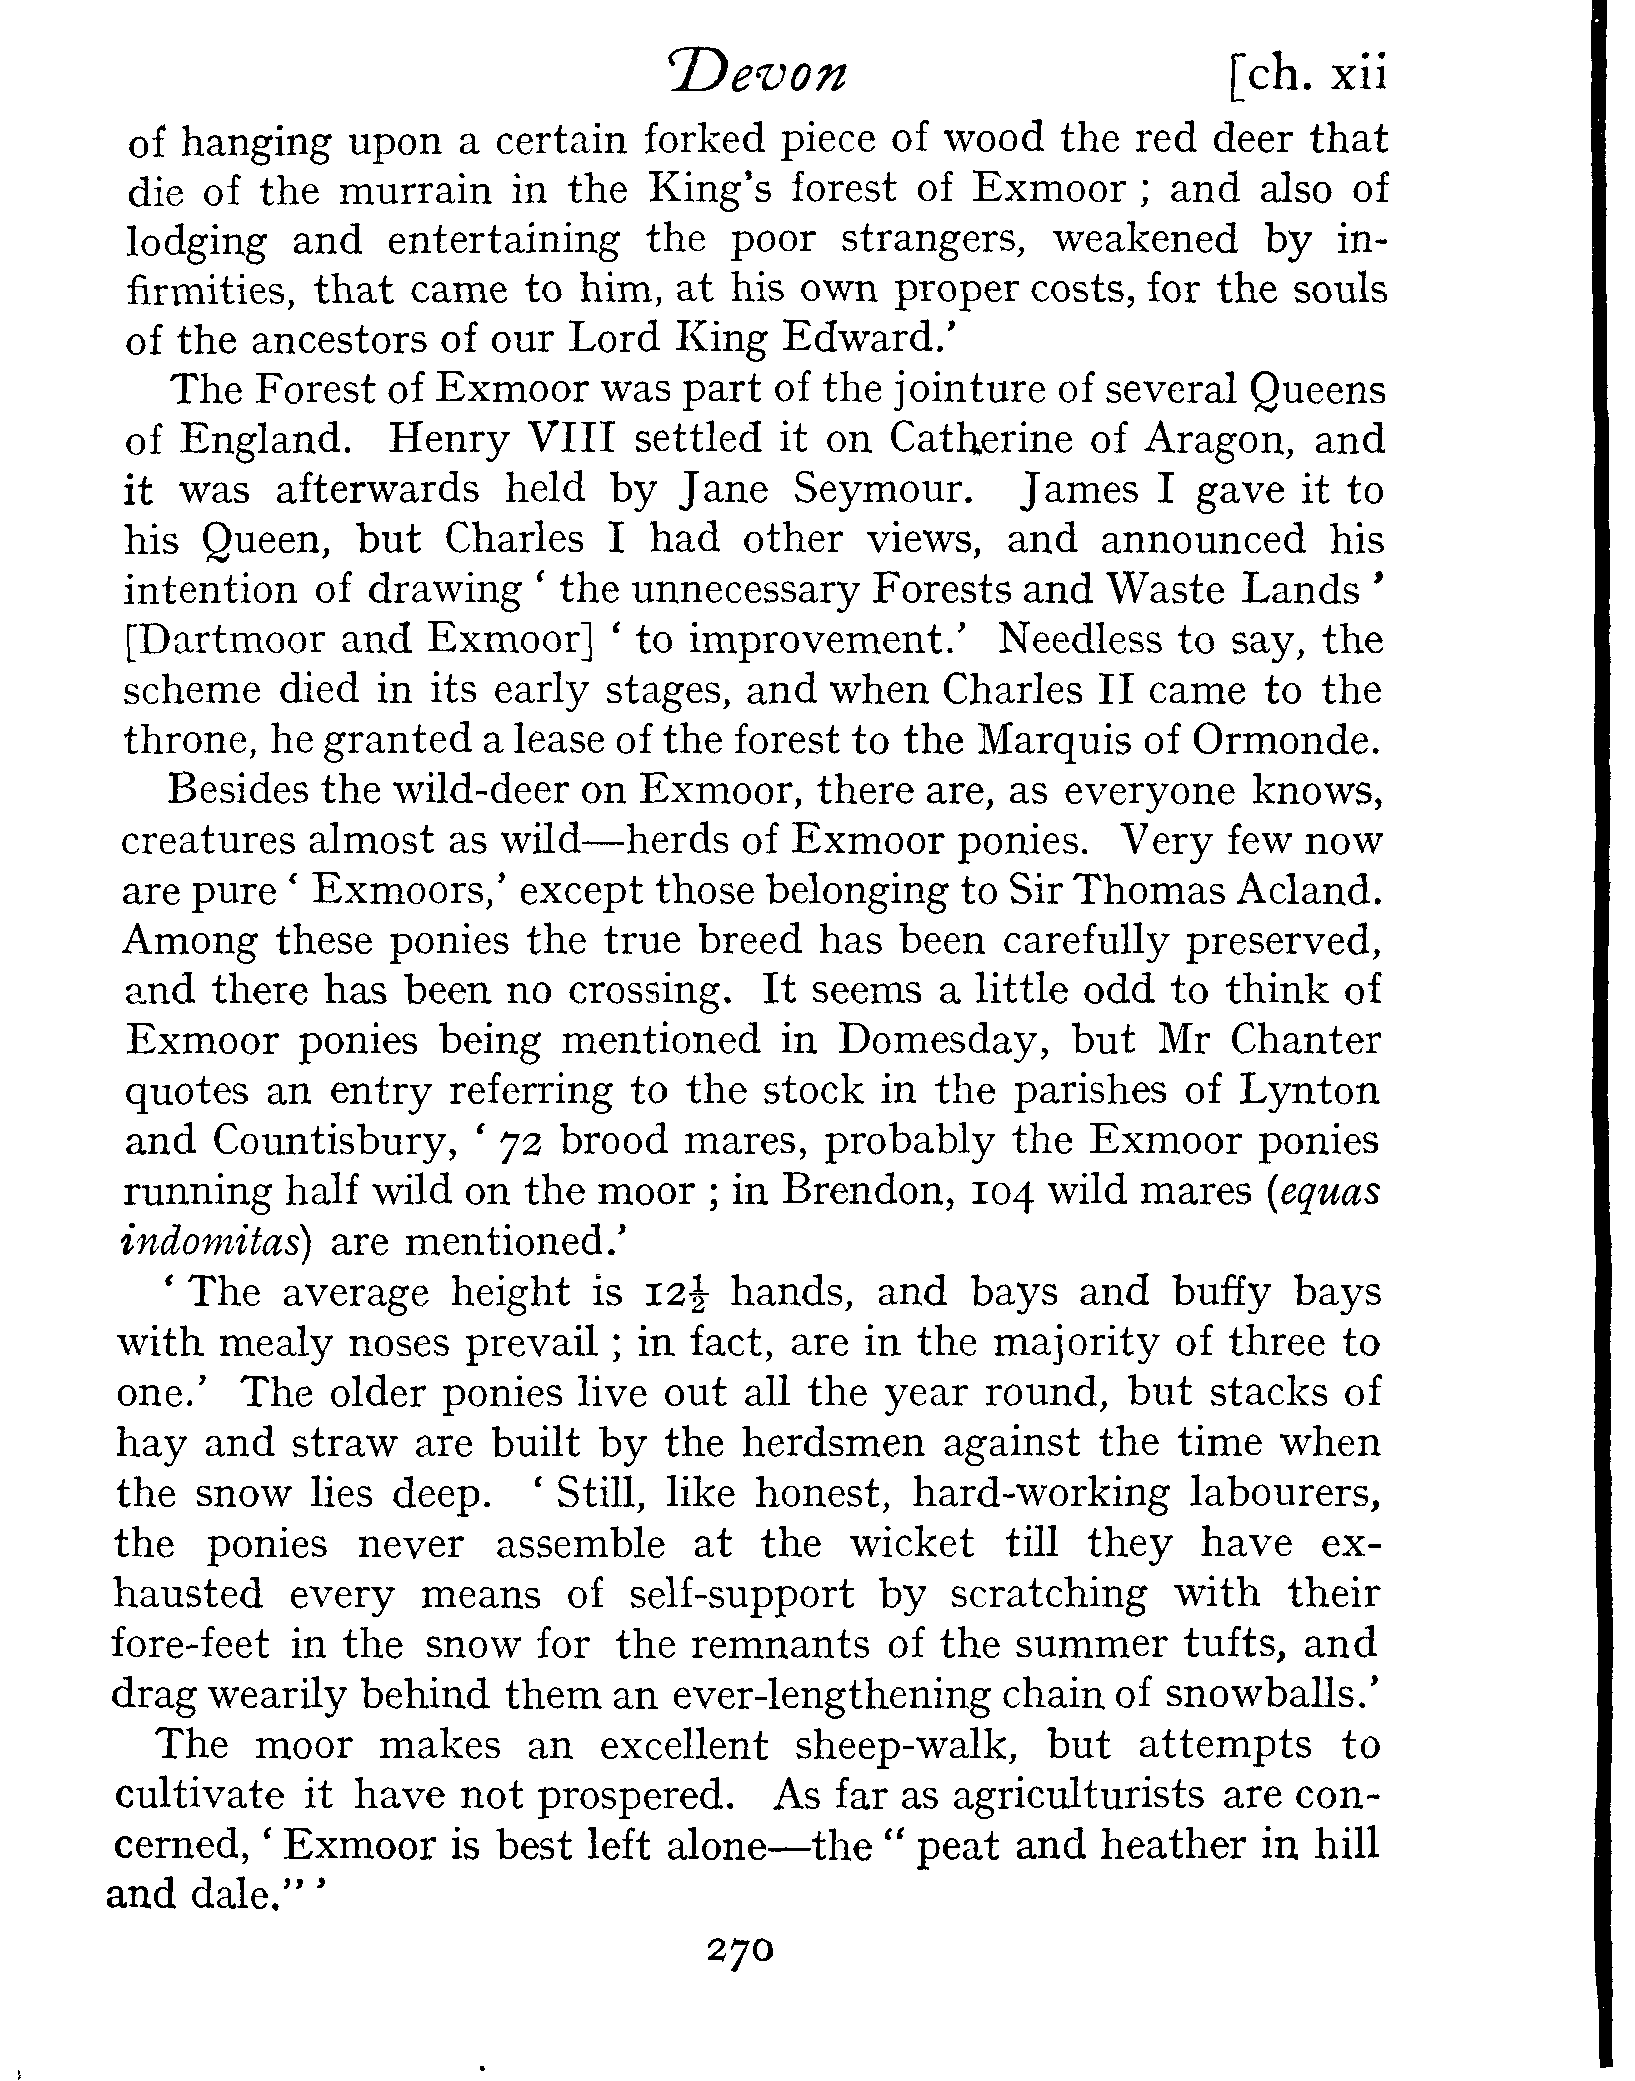 Devon [ch. xii
of hanging upon a certain forked piece of wood the red deer that
die of the murrain in the King's forest of Exmoor ; and also of
lodging and entertaining the poor strangers, weakened by in-
firmities, that came to him, at his own proper costs, for the souls
of the ancestors of our Lord King Edward.'
The Forest of Exmoor was part of the jointure of several Queens
of England. Henry VIII settled it on Catherine of Aragon, and
it was afterwards held by Jane Seymour. James I gave it to
his Queen, but Charles I had other views, and announced his
intention of drawing ‘ the unnecessary Forests and Waste Lands ’
[Dartmoor and Exmoor] ‘ to improvement.’ Needless to say, the
scheme died in its early stages, and when Charles II came to the
throne, he granted a lease of the forest to the Marquis of Ormonde.
Besides the wild-deer on Exmoor, there are, as everyone knows,
creatures almost as wild—herds of Exmoor ponies. Very few now
are pure ‘ Exmoors,’ except those belonging to Sir Thomas Acland.
Among these ponies the true breed has been carefully preserved,
and there has been no crossing. It seems a little odd to think of
Exmoor ponies being mentioned in Domesday, but Mr Chanter
quotes an entry referring to the stock in the parishes of Lynton
and Countisbury, ‘ 72 brood mares, probably the Exmoor ponies
running half wild on the moor ; in Brendon, 104 wild mares (equas
indomitas) are mentioned.’
‘ The average height is 12½ hands, and bays and buffy bays
with mealy noses prevail ; in fact, are in the majority of three to
one.’ The older ponies live out all the year round, but stacks of
hay and straw are built by the herdsmen against the time when
the snow lies deep. ‘ Still, like honest, hard-working labourers,
the ponies never assemble at the wicket till they have ex-
hausted every means of self-support by scratching with their
fore-feet in the snow for the remnants of the summer tufts, and
drag wearily behind them an ever-lengthening chain of snowballs.’
The moor makes an excellent sheep-walk, but attempts to
cultivate it have not prospered. As far as agriculturists are con-
cerned, ‘ Exmoor is best left alone—the “ peat and heather in hill
and dale.” ’
270